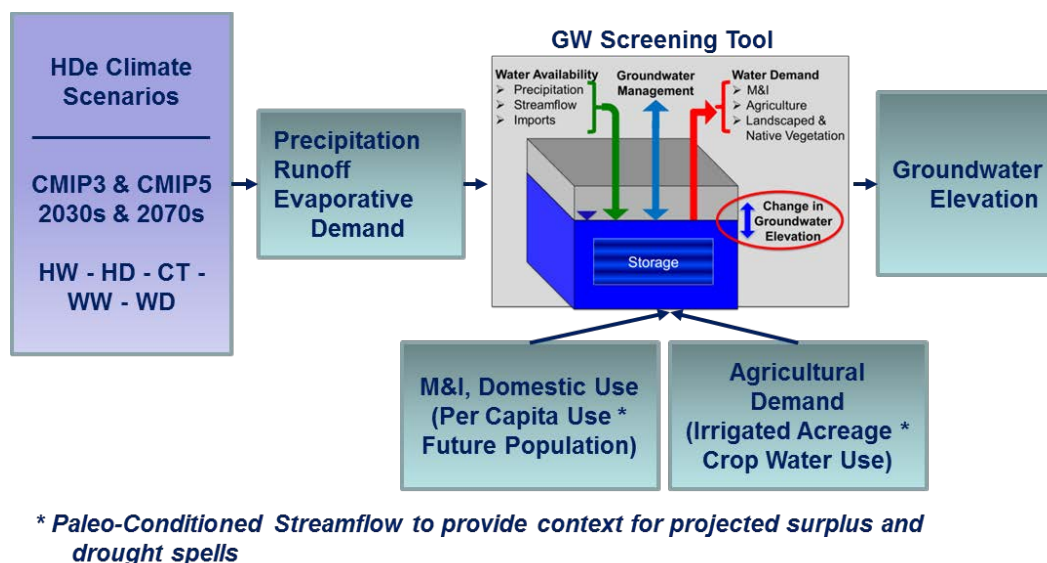 HDe Climate
Scenarios
CMIP3 & CMIP5
2030s & 2070s
HW - HD - CT -
WW - WD
Precipitation
Runoff
Evaporative
Demand
GW Screening Tool
Water Availability
➢ Precipitation
➢ Streamflow
➢ Imports
Groundwater
Management
Water Demand
➢ M&I
➢ Agriculture
➢ Landscaped &
Native Vegetation
Change in
Groundwater
Elevation
Storage
Groundwater
Elevation
M&I, Domestic Use
(Per Capita Use *
Future Population)
Agricultural
Demand
(Irrigated Acreage *
Crop Water Use)
* Paleo-Conditioned Streamflow to provide context for projected surplus and
drought spells